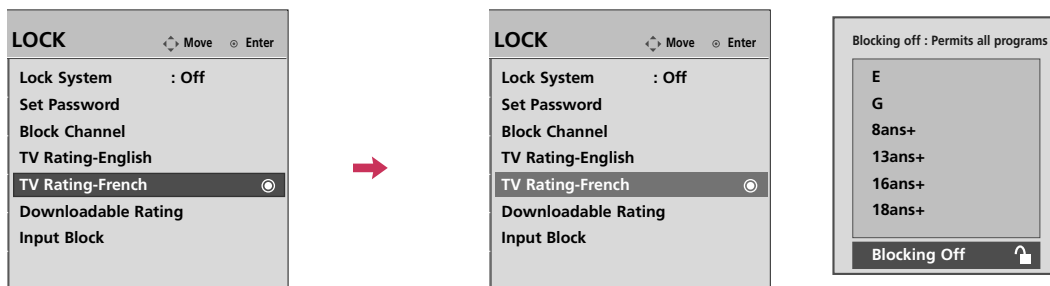 LOCK Move Enter
Lock System : Off
Set Password
Block Channel
TV Rating-English
TV Rating-French
Downloadable Rating
Input Block
LOCK Move Enter
Lock System : Off
Set Password
Block Channel
TV Rating-English
TV Rating-French
Downloadable Rating
Input Block
Blocking off : Permits all programs
E
G
8ans+
13ans+
16ans+
18ans+
Blocking Off